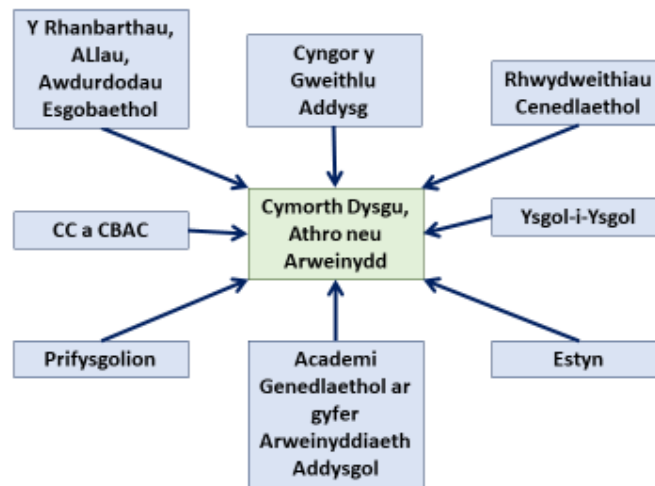 Y Rhanbarthau,
ALlau,
Awdurdodau
Esgobaethol
Cyngor y
Gweithlu
Addysg
Rhwydweithiau
Cenedlaethol
CC a CBAC
Cymorth Dysgu,
Athro neu
Arweinydd
Ysgol-i-Ysgol
Prifysgolion
Academi
Genedlaethol ar
gyfer
Arweinyddiaeth
Addysgol
Estyn